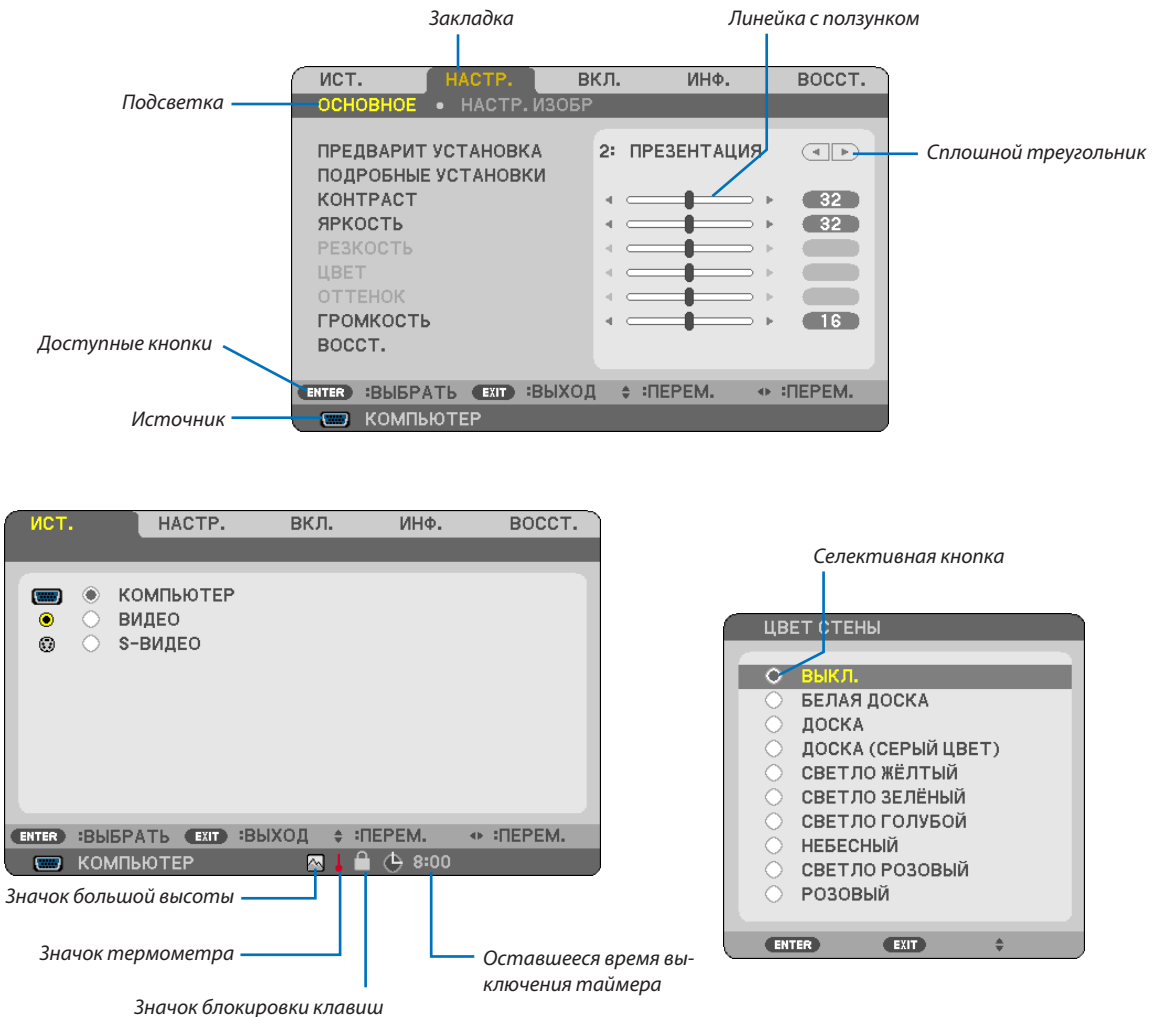 Закладка
Линейка с ползунком
ИСТ. НАСТР. ВКЛ. ИНФ. ВОССТ.
Подсветка
ОСНОВНОЕ • НАСТР. ИЗОБР
ПРЕДВАРИТ УСТАНОВКА 2: ПРЕЗЕНТАЦИЯ
Сплошной треугольник
ПОДРОБНЫЕ УСТАНОВКИ
КОНТРАСТ 32
ЯРКОСТЬ 32
РЕЗКОСТЬ
ЦВЕТ
ОТТЕНОК
ГРОМКОСТЬ 16
ВОССТ.
Доступные кнопки
ENTER :ВЫБРАТЬ EXIT :ВЫХОД :ПЕРЕМ. :ПЕРЕМ.
Источник
КОМПЬЮТЕР
ИСТ. НАСТР. ВКЛ. ИНФ. ВОССТ.
КОМПЬЮТЕР
ВИДЕО
S-ВИДЕО
ENTER :ВЫБРАТЬ EXIT :ВЫХОД :ПЕРЕМ. :ПЕРЕМ.
КОМПЬЮТЕР 8:00
Значок большой высоты
Значок термометра
Значок блокировки клавиш
Оставшееся время вы-
ключения таймера
Селективная кнопка
ЦВЕТ СТЕНЫ
ВЫКЛ.
БЕЛАЯ ДОСКА
ДОСКА
ДОСКА (СЕРЫЙ ЦВЕТ)
СВЕТЛО ЖЁЛТЫЙ
СВЕТЛО ЗЕЛЁНЫЙ
СВЕТЛО ГОЛУБОЙ
НЕБЕСНЫЙ
СВЕТЛО РОЗОВЫЙ
РОЗОВЫЙ
ENTER EXIT